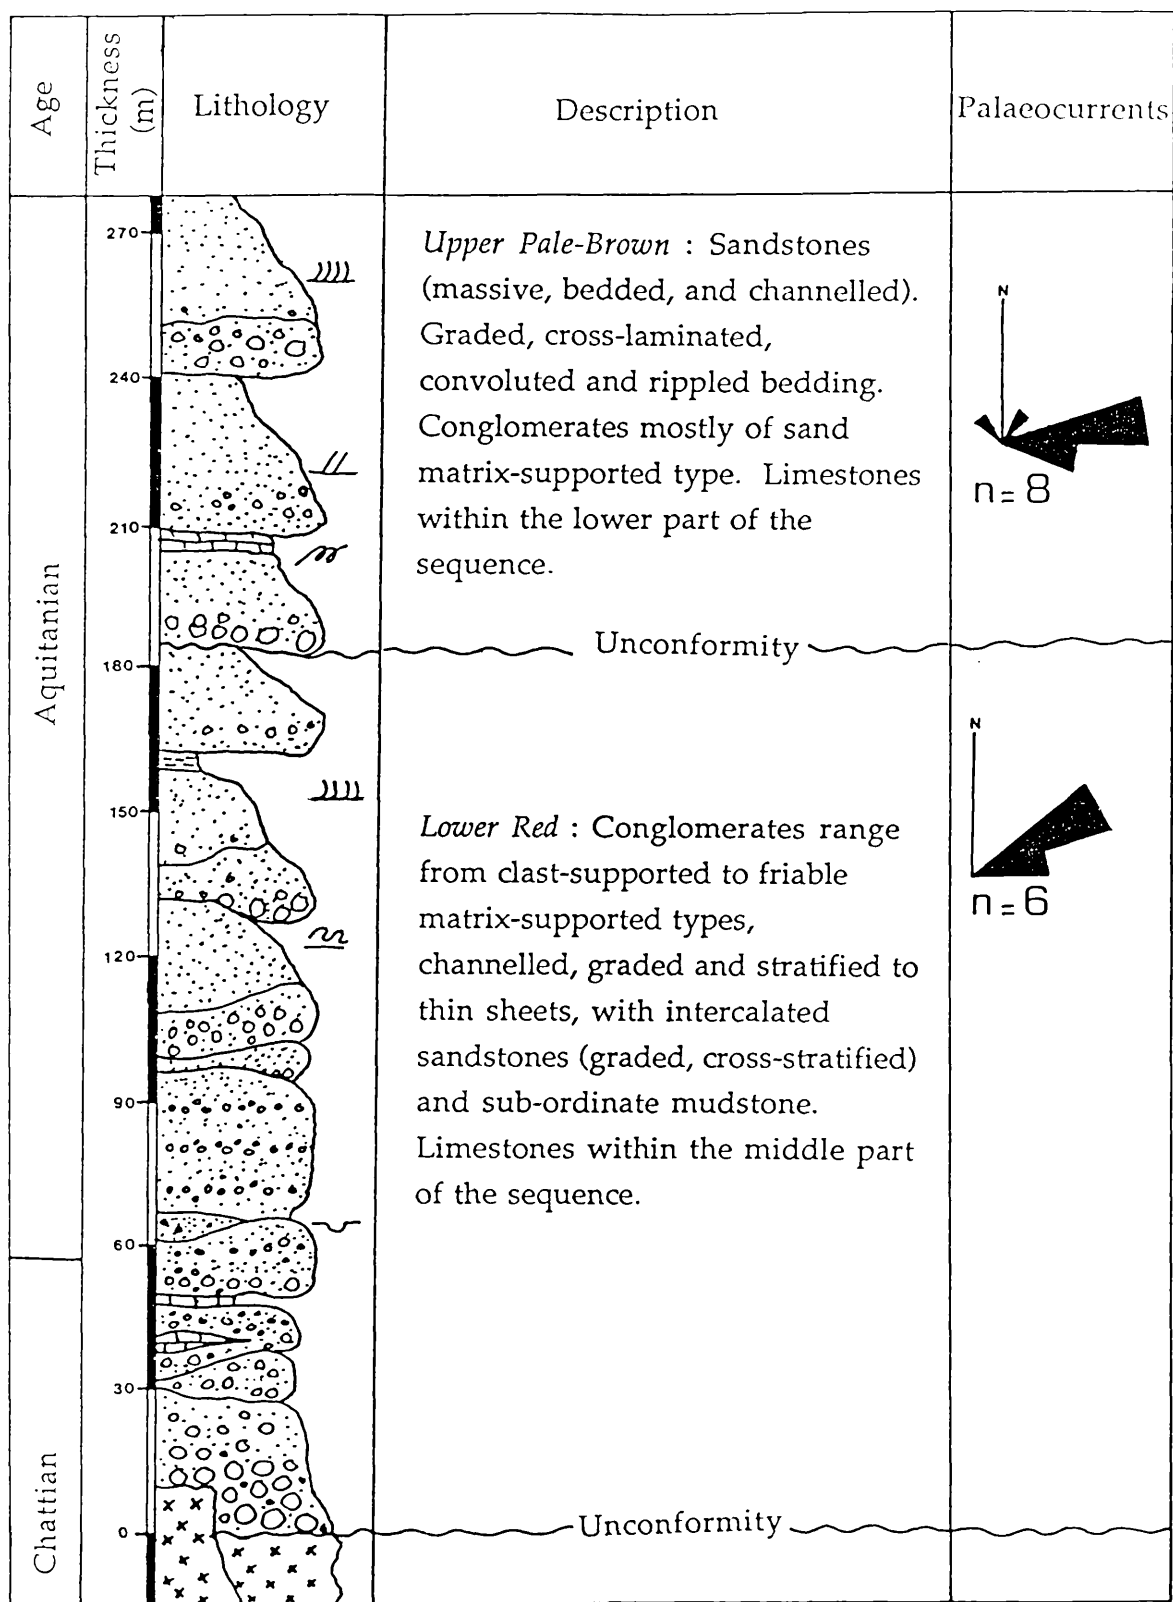 Age
Thickness
(m)
Lithology
Description
Palaeocurrents
Aquitanian
Chattian
270
240
210
180
150
120
90
60
30
0
Upper Pale-Brown : Sandstones
(massive, bedded, and channelled).
Graded, cross-laminated,
convoluted and rippled bedding.
Conglomerates mostly of sand
matrix-supported type. Limestones
within the lower part of the
sequence.
N
n=8
Unconformity
Lower Red : Conglomerates range
from clast-supported to friable
matrix-supported types,
channelled, graded and stratified to
thin sheets, with intercalated
sandstones (graded, cross-stratified)
and sub-ordinate mudstone.
Limestones within the middle part
of the sequence.
N
n=6
Unconformity